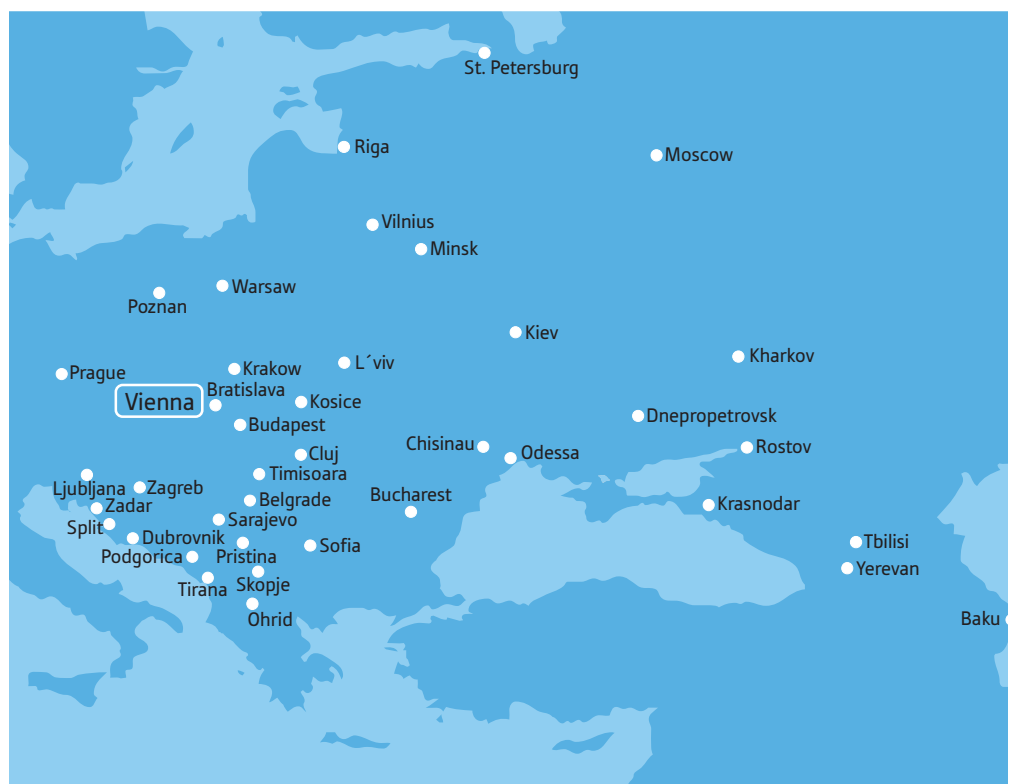 St. Petersburg
Riga
Moscow
Vilnius
Minsk
Warsaw
Poznan
Kiev
L´viv
Kharkov
Prague
Krakow
Bratislava
Vienna
Kosice
Dnepropetrovsk
Budapest
Chisinau
Rostov
Odessa
Cluj
Timisoara
Ljubljana
Zagreb
Bucharest
Belgrade
Krasnodar
Zadar
Split
Sarajevo
Dubrovnik
Tbilisi
Sofia
Podgorica
Pristina
Yerevan
Skopje
Tirana
Ohrid
Baku